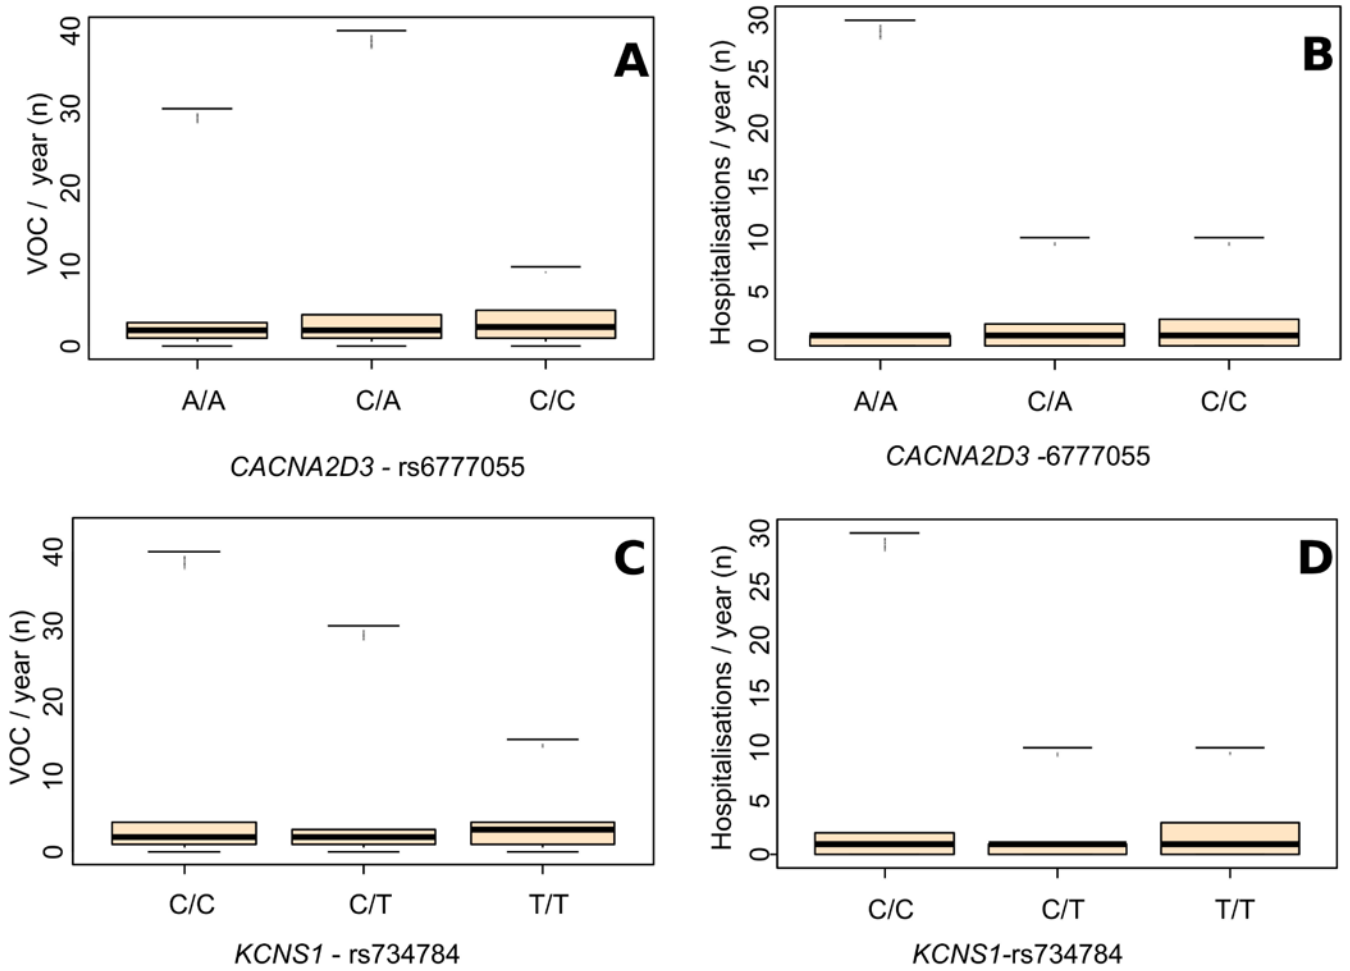 A
VOC / year (n)
40
30
20
10
0
A/A C/A C/C
CACNA2D3 - rs6777055
B
Hospitalisations / year (n)
30
25
20
15
10
5
0
A/A C/A C/C
CACNA2D3 -6777055
C
VOC / year (n)
40
30
20
10
0
C/C C/T T/T
KCNS1 - rs734784
D
Hospitalisations / year (n)
30
25
20
15
10
5
0
C/C C/T T/T
KCNS1-rs734784